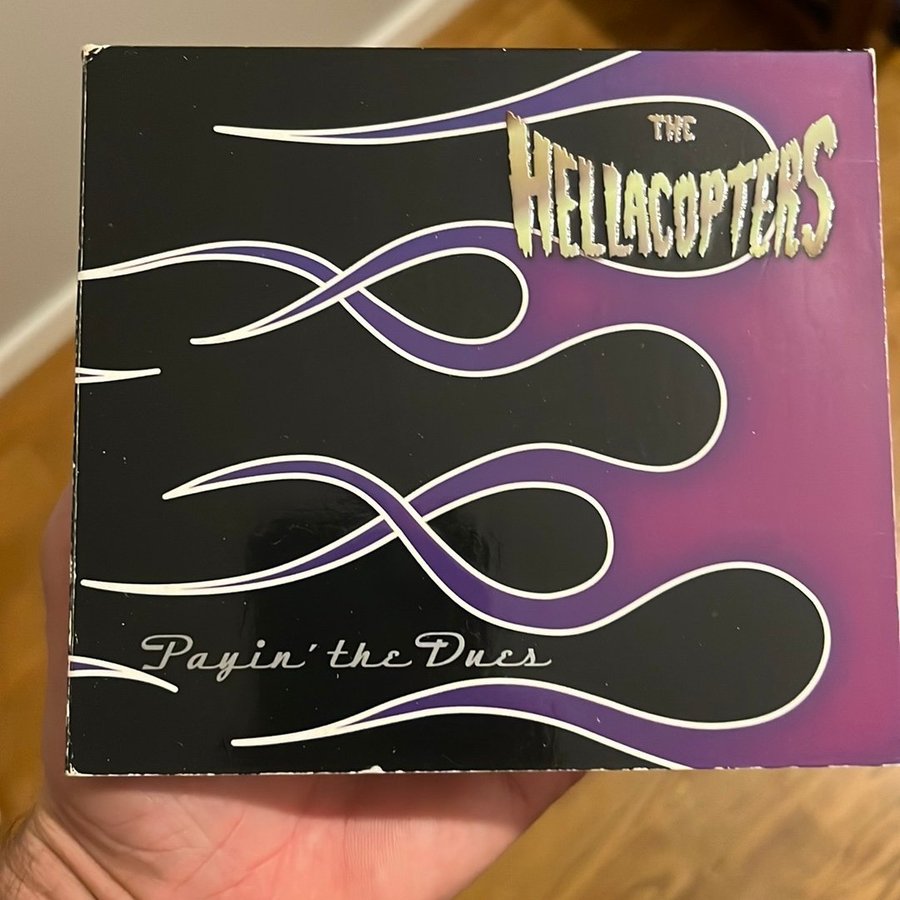 THE
HELLACOPTERS
Payin' the Dues